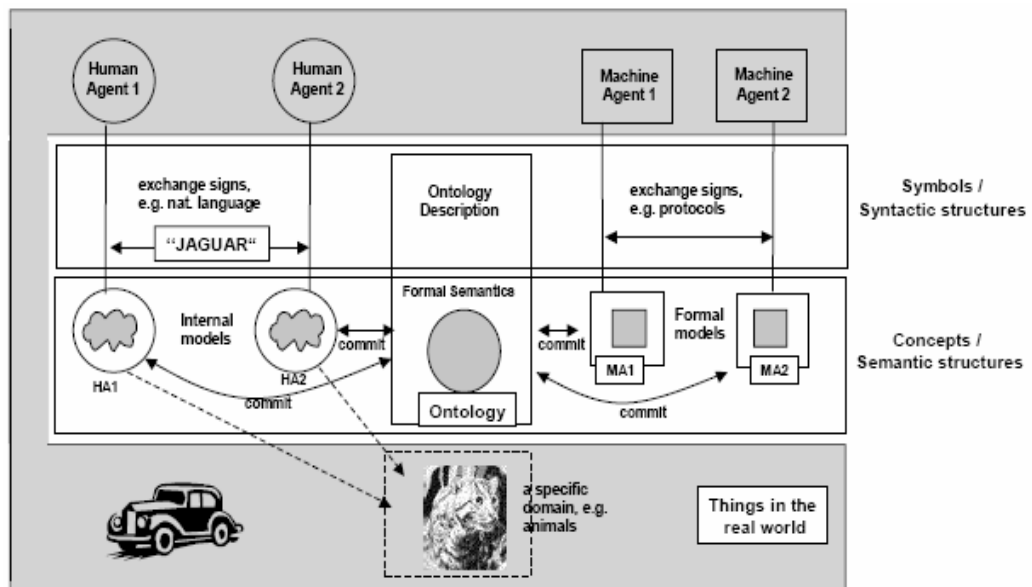 Human
Agent 1
Human
Agent 2
Machine
Agent 1
Machine
Agent 2
exchange signs,
e.g. nat. language
“JAGUAR“
Ontology
Description
exchange signs,
e.g. protocols
Symbols /
Syntactic structures
HA1
Internal
models
HA2
commit
commit
Formal Semantics
Ontology
commit
MA1
Formal
models
MA2
commit
Concepts /
Semantic structures
a specific
domain, e.g.
animals
Things in the
real world